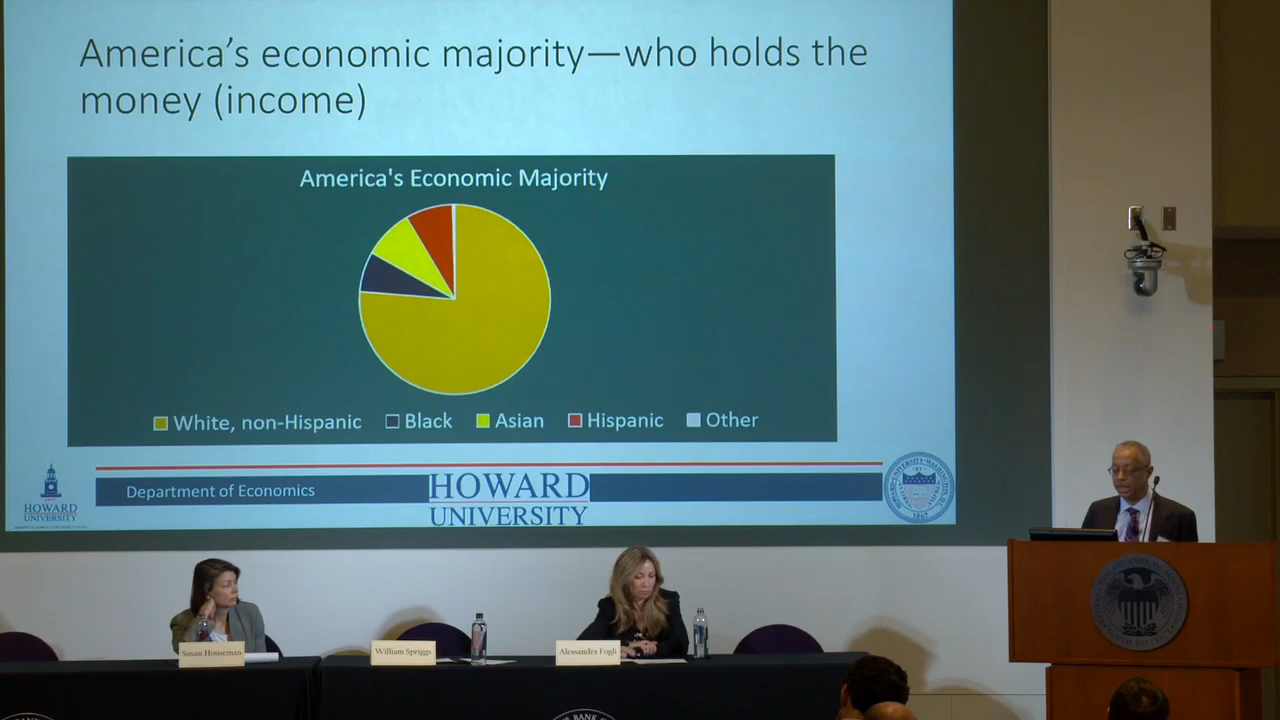 America's economic majority—who holds the
money (income)
America's Economic Majority
White, non-Hispanic
Black
Asian
Hispanic
Other
HOWARD
UNIVERSITY
Department of Economics
HOWARD
UNIVERSITY
1867
Susan Houseman
William Spriggs
Alessandra Fogli